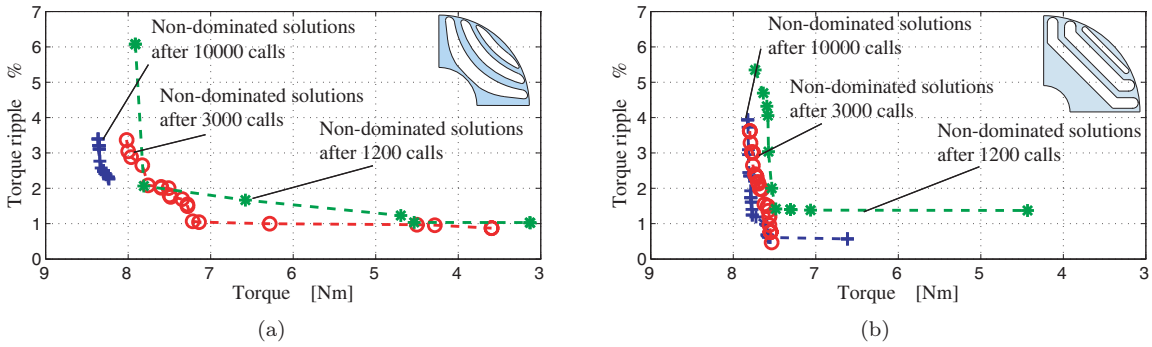 Non-dominated solutions
after 10000 calls
Non-dominated solutions
after 3000 calls
Non-dominated solutions
after 1200 calls
7
6
5
4
3
2
1
0
Torque ripple %
9 8 7 6 5 4 3
Torque [Nm]
(a)
Non-dominated solutions
after 10000 calls
Non-dominated solutions
after 3000 calls
Non-dominated solutions
after 1200 calls
7
6
5
4
3
2
1
0
Torque ripple %
9 8 7 6 5 4 3
Torque [Nm]
(b)